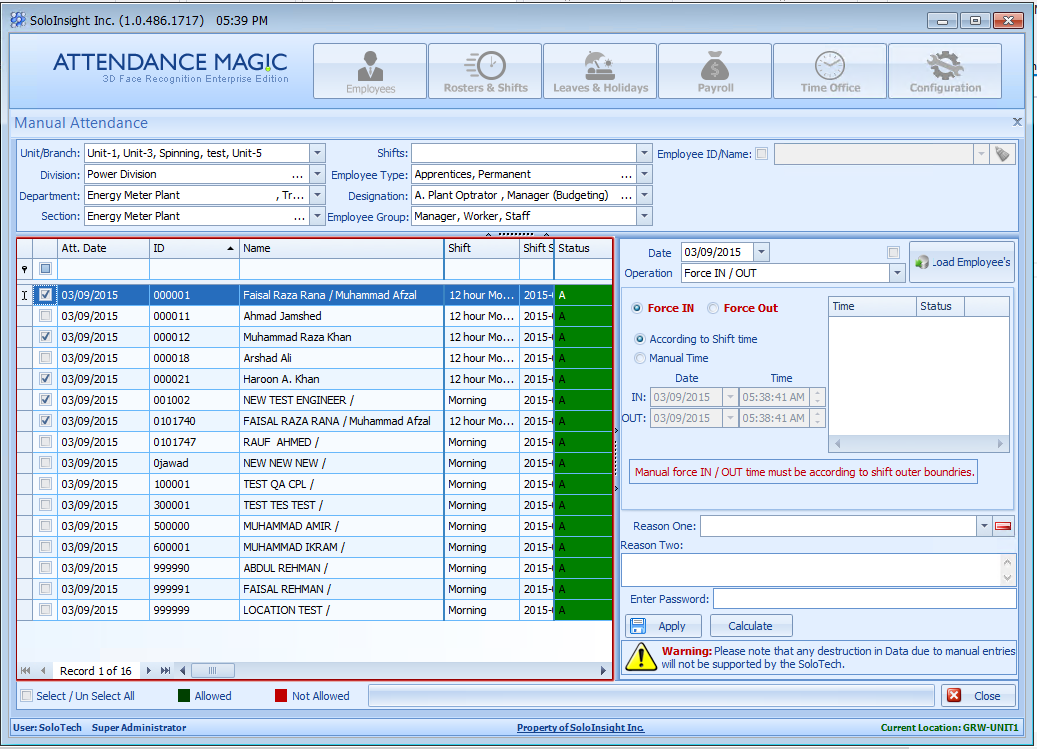 SoloInsight Inc. (1.0.486.1717) 05:39 PM
ATTENDANCE MAGIC
3D Face Recognition Enterprise Edition
Employees
Rosters & Shifts
Leaves & Holidays
Payroll
Time Office
Configuration
Manual Attendance
Unit/Branch: Unit-1, Unit-3, Spinning, test, Unit-5
Shifts:
Employee ID/Name:
Division: Power Division ...
Employee Type: Apprentices, Permanent ...
Department: Energy Meter Plant , Tr...
Designation: A. Plant Optrator , Manager (Budgeting) ...
Section: Energy Meter Plant ...
Employee Group: Manager, Worker, Staff
Att. Date ID Name Shift Shift S Status
03/09/2015 000001 Faisal Raza Rana / Muhammad Afzal 12 hour Mo... 2015- A
03/09/2015 000011 Ahmad Jamshed 12 hour Mo... 2015- A
03/09/2015 000012 Muhammad Raza Khan 12 hour Mo... 2015- A
03/09/2015 000018 Arshad Ali 12 hour Mo... 2015- A
03/09/2015 000021 Haroon A. Khan 12 hour Mo... 2015- A
03/09/2015 001002 NEW TEST ENGINEER / Morning 2015- A
03/09/2015 0101740 FAISAL RAZA RANA / Muhammad Afzal 12 hour Mo... 2015- A
03/09/2015 0101747 RAUF AHMED / Morning 2015- A
03/09/2015 0jawad NEW NEW NEW / Morning 2015- A
03/09/2015 100001 TEST QA CPL / Morning 2015- A
03/09/2015 300001 TEST TES TEST / Morning 2015- A
03/09/2015 500000 MUHAMMAD AMIR / Morning 2015- A
03/09/2015 600001 MUHAMMAD IKRAM / Morning 2015- A
03/09/2015 999990 ABDUL REHMAN / Morning 2015- A
03/09/2015 999991 FAISAL REHMAN / Morning 2015- A
03/09/2015 999999 LOCATION TEST / Morning 2015- A
Record 1 of 16
Date 03/09/2015
Operation Force IN / OUT
Load Employee's
Force IN Force Out
According to Shift time
Manual Time
Date Time
IN: 03/09/2015 05:38:41 AM
OUT: 03/09/2015 05:38:41 AM
Time Status
Manual force IN / OUT time must be according to shift outer boundries.
Reason One:
Reason Two:
Enter Password:
Apply
Calculate
Warning: Please note that any destruction in Data due to manual entries
will not be supported by the SoloTech.
Select / Un Select All
Allowed
Not Allowed
Close
User: SoloTech Super Administrator
Property of SoloInsight Inc.
Current Location: GRW-UNIT1